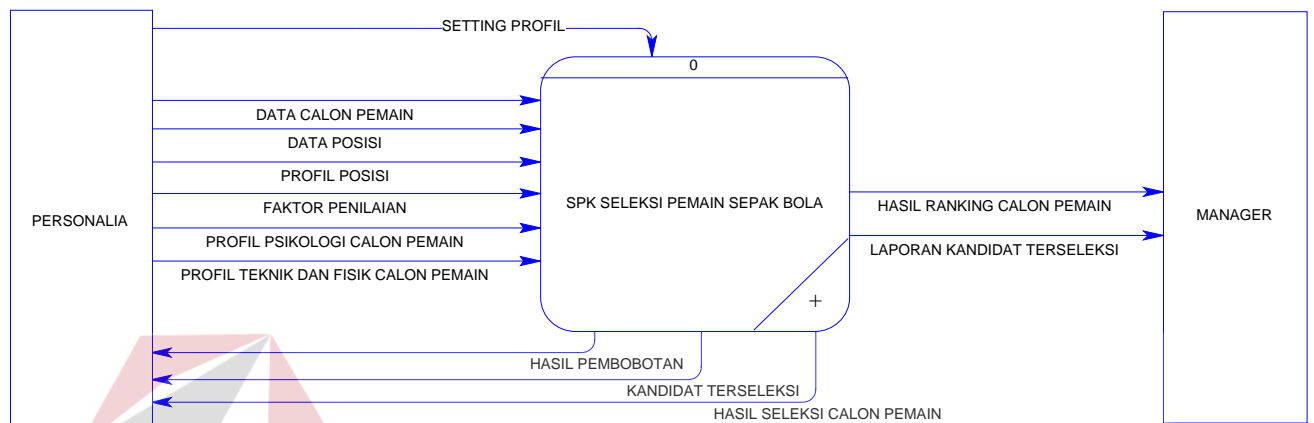 SETTING PROFIL
0
DATA CALON PEMAIN
DATA POSISI
PROFIL POSISI
FAKTOR PENILAIAN
PROFIL PSIKOLOGI CALON PEMAIN
PROFIL TEKNIK DAN FISIK CALON PEMAIN
PERSONALIA
SPK SELEKSI PEMAIN SEPAK BOLA
+
HASIL RANKING CALON PEMAIN
LAPORAN KANDIDAT TERSELEKSI
MANAGER
HASIL PEMBOBOTAN
KANDIDAT TERSELEKSI
HASIL SELEKSI CALON PEMAIN